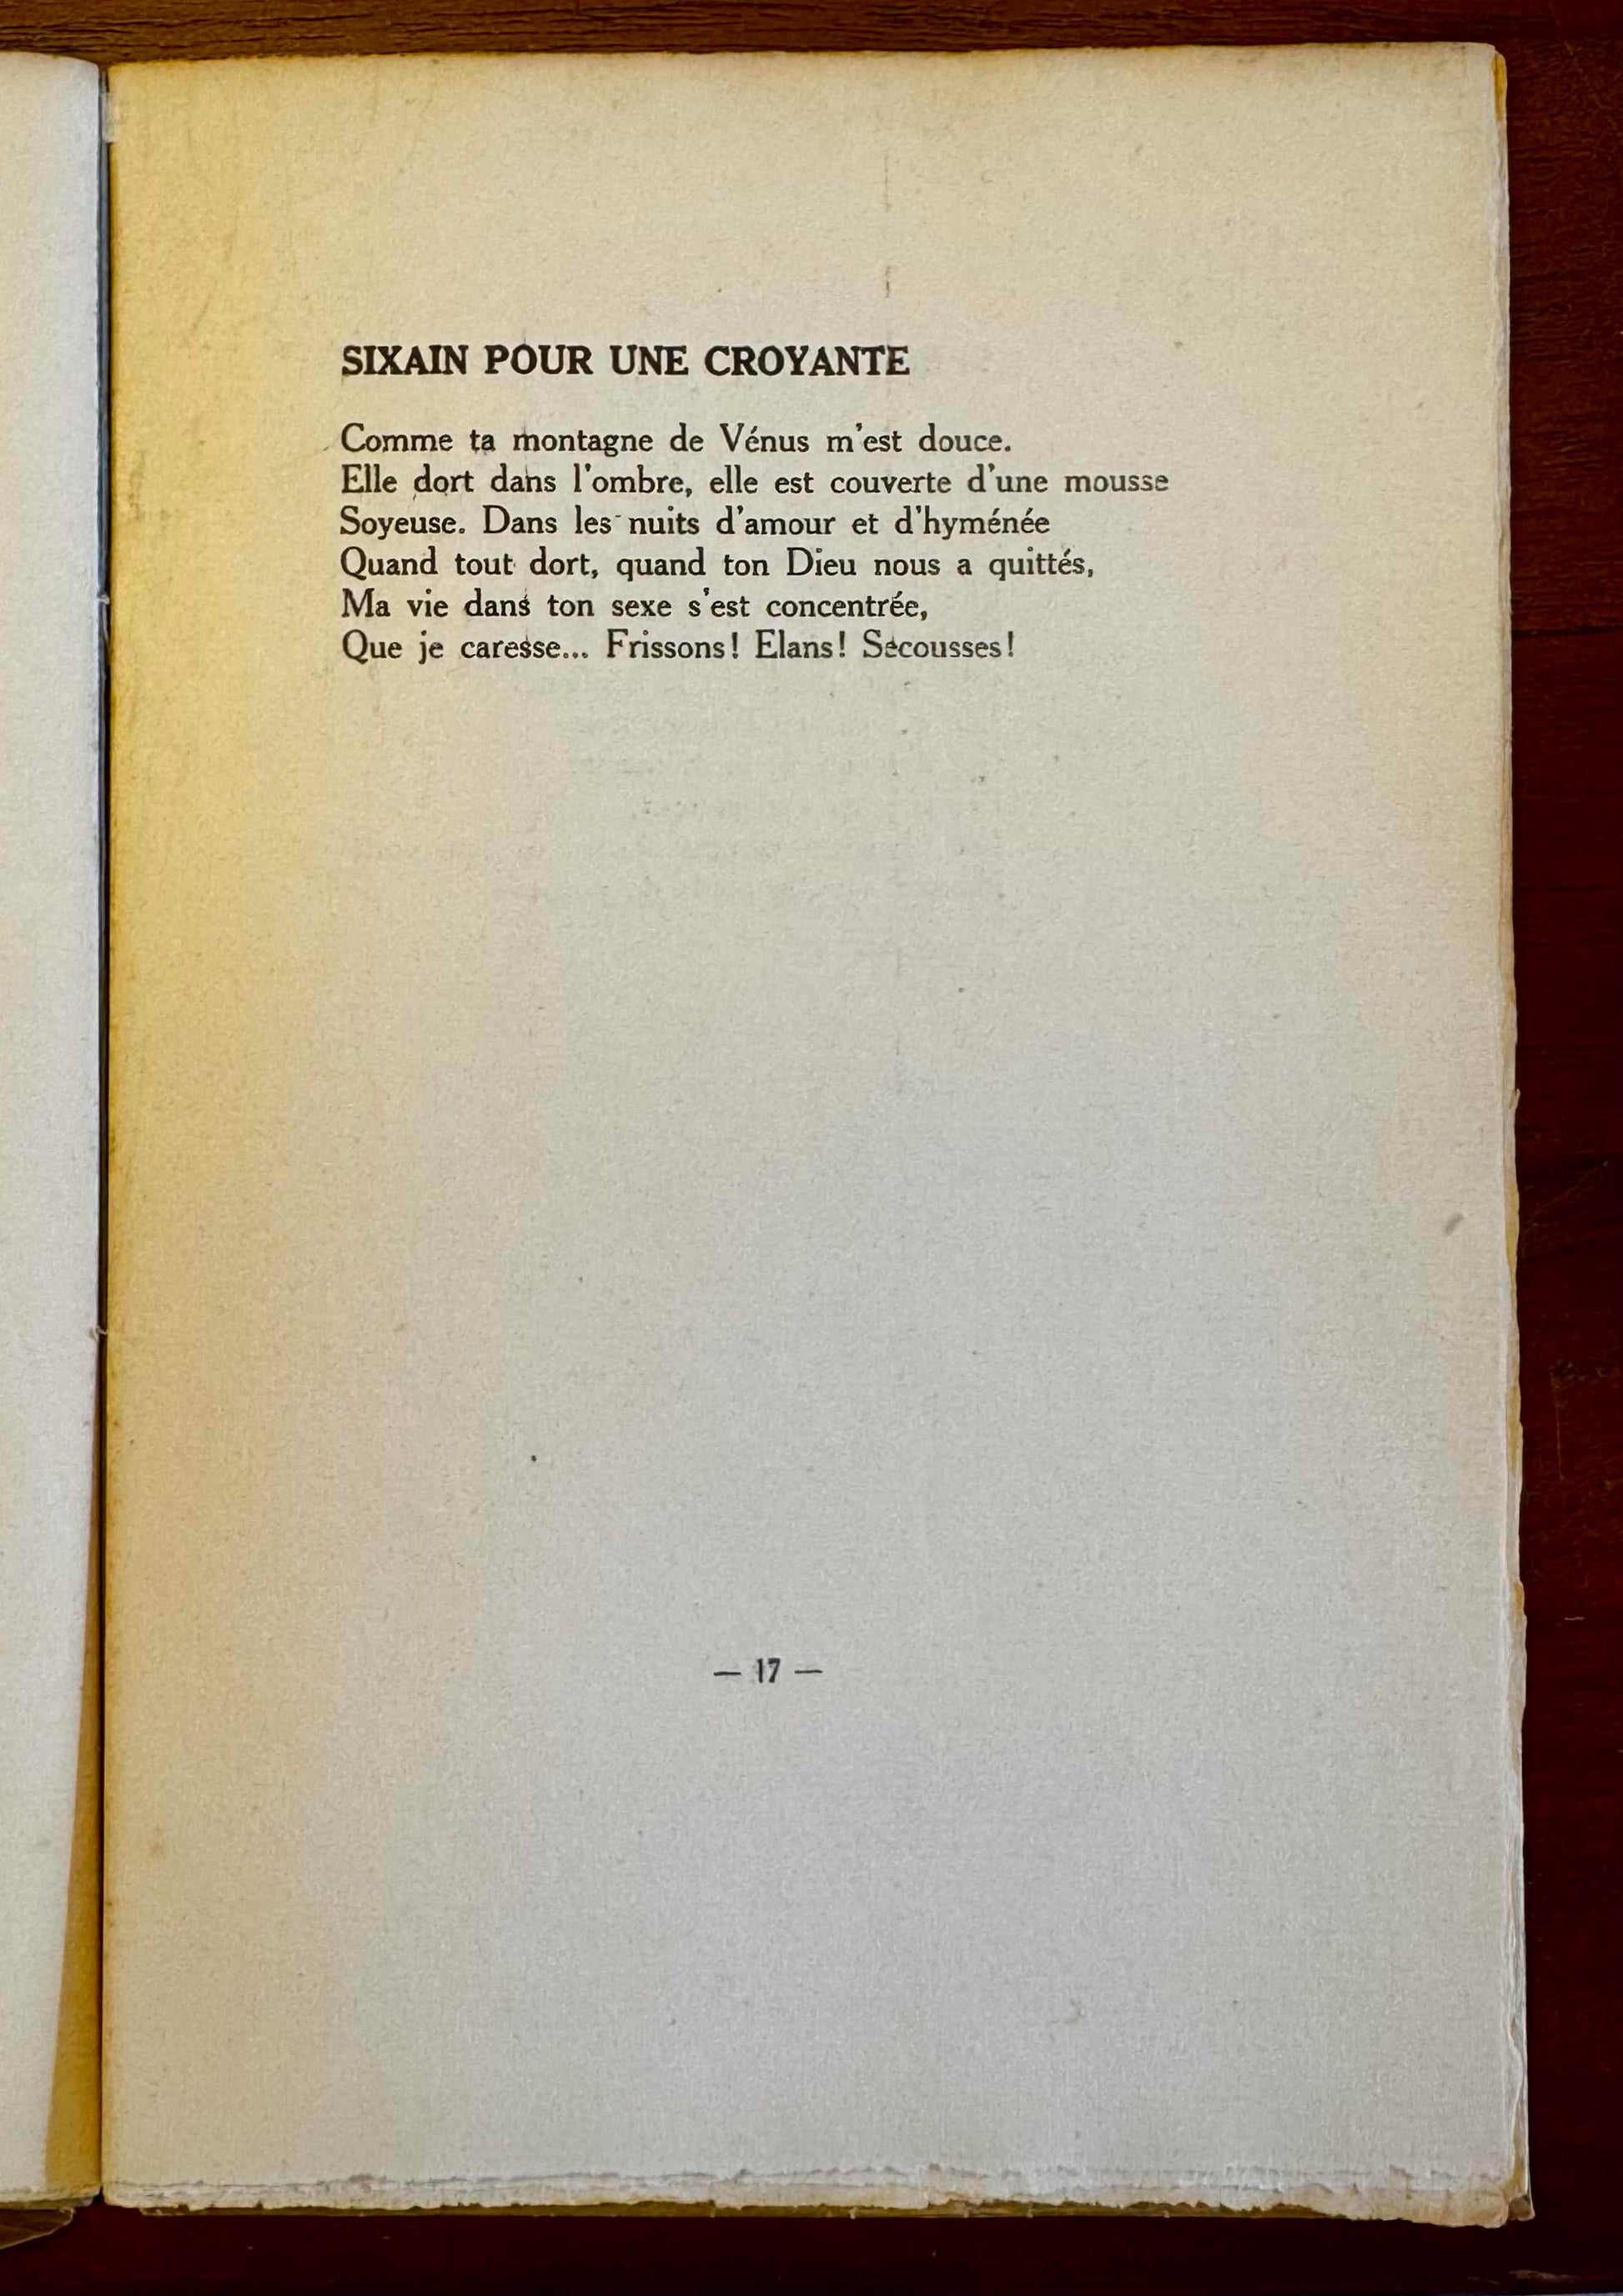 SIXAIN POUR UNE CROYANTE
Comme ta montagne de Vénus m'est douce.
Elle dort dans l'ombre, elle est couverte d'une mousse
Soyeuse. Dans les nuits d'amour et d'hyménée
Quand tout dort, quand ton Dieu nous a quittés,
Ma vie dans ton sexe s'est concentrée,
Que je caresse... Frissons! Elans! Secousses!
— 17 —